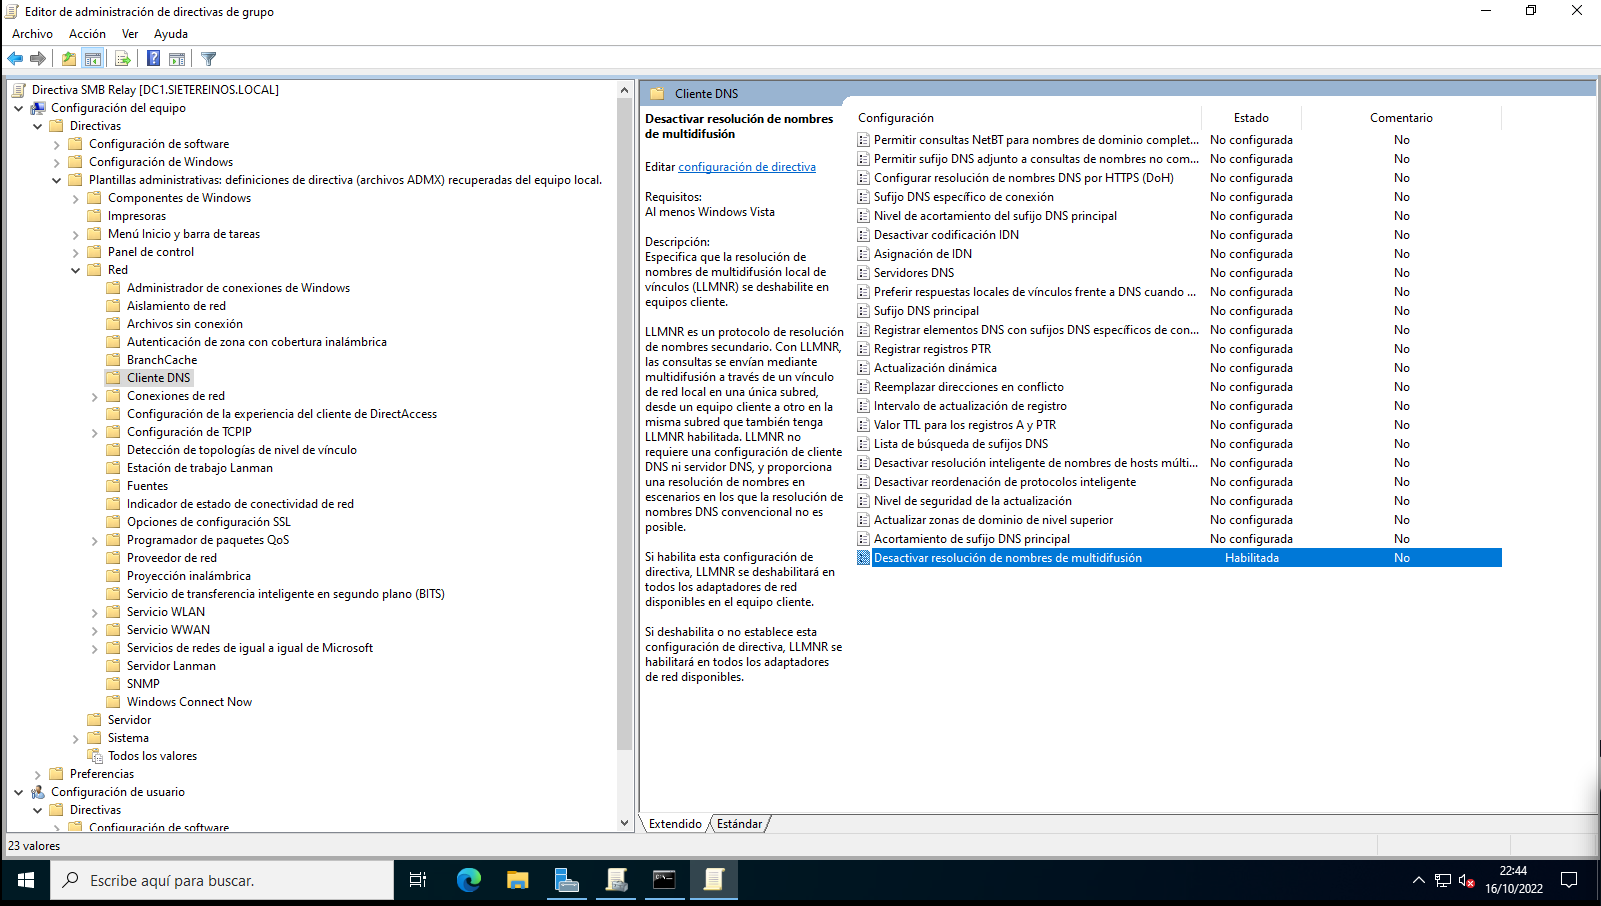 Editor de administración de directivas de grupo
Archivo Acción Ver Ayuda
Directiva SMB Relay [DC1.SIETEREINOS.LOCAL]
Configuración del equipo
Directivas
Configuración de software
Configuración de Windows
Plantillas administrativas: definiciones de directiva (archivos ADMX) recuperadas del equipo local.
Componentes de Windows
Impresoras
Menú Inicio y barra de tareas
Panel de control
Red
Administrador de conexiones de Windows
Aislamiento de red
Archivos sin conexión
Autenticación de zona con cobertura inalámbrica
BranchCache
Cliente DNS
Conexiones de red
Configuración de la experiencia del cliente de DirectAccess
Configuración de TCPIP
Detección de topologías de nivel de vínculo
Estación de trabajo Lanman
Fuentes
Indicador de estado de conectividad de red
Opciones de configuración SSL
Programador de paquetes QoS
Proveedor de red
Proyección inalámbrica
Servicio de transferencia inteligente en segundo plano (BITS)
Servicio WLAN
Servicio WWAN
Servicios de redes de igual a igual de Microsoft
Servidor Lanman
SNMP
Windows Connect Now
Servidor
Sistema
Todos los valores
Preferencias
Configuración de usuario
Directivas
Configuración de software
Cliente DNS
Desactivar resolución de nombres
de multidifusión
Editar configuración de directiva
Requisitos:
Al menos Windows Vista
Descripción:
Especifica que la resolución de
nombres de multidifusión local de
vínculos (LLMNR) se deshabilite en
equipos cliente.
LLMNR es un protocolo de resolución
de nombres secundario. Con LLMNR,
las consultas se envían mediante
multidifusión a través de un vínculo
de red local en una única subred,
desde un equipo cliente a otro en la
misma subred que también tenga
LLMNR habilitada. LLMNR no
requiere una configuración de cliente
DNS ni servidor DNS, y proporciona
una resolución de nombres en
escenarios en los que la resolución de
nombres DNS convencional no es
posible.
Si habilita esta configuración de
directiva, LLMNR se deshabilitará en
todos los adaptadores de red
disponibles en el equipo cliente.
Si deshabilita o no establece esta
configuración de directiva, LLMNR se
habilitará en todos los adaptadores
de red disponibles.
Configuración Estado Comentario
Permitir consultas NetBT para nombres de dominio complet... No configurada No
Permitir sufijo DNS adjunto a consultas de nombres no com... No configurada No
Configurar resolución de nombres DNS por HTTPS (DoH) No configurada No
Sufijo DNS específico de conexión No configurada No
Nivel de acortamiento del sufijo DNS principal No configurada No
Desactivar codificación IDN No configurada No
Asignación de IDN No configurada No
Servidores DNS No configurada No
Preferir respuestas locales de vínculos frente a DNS cuando ... No configurada No
Sufijo DNS principal No configurada No
Registrar elementos DNS con sufijos DNS específicos de con... No configurada No
Registrar registros PTR No configurada No
Actualización dinámica No configurada No
Reemplazar direcciones en conflicto No configurada No
Intervalo de actualización de registro No configurada No
Valor TTL para los registros A y PTR No configurada No
Lista de búsqueda de sufijos DNS No configurada No
Desactivar resolución inteligente de nombres de hosts múlti... No configurada No
Desactivar reordenación de protocolos inteligente No configurada No
Nivel de seguridad de la actualización No configurada No
Actualizar zonas de dominio de nivel superior No configurada No
Acortamiento de sufijo DNS principal No configurada No
Desactivar resolución de nombres de multidifusión Habilitada No
Extendido Estándar
23 valores
Escribe aquí para buscar.
22:44
16/10/2022